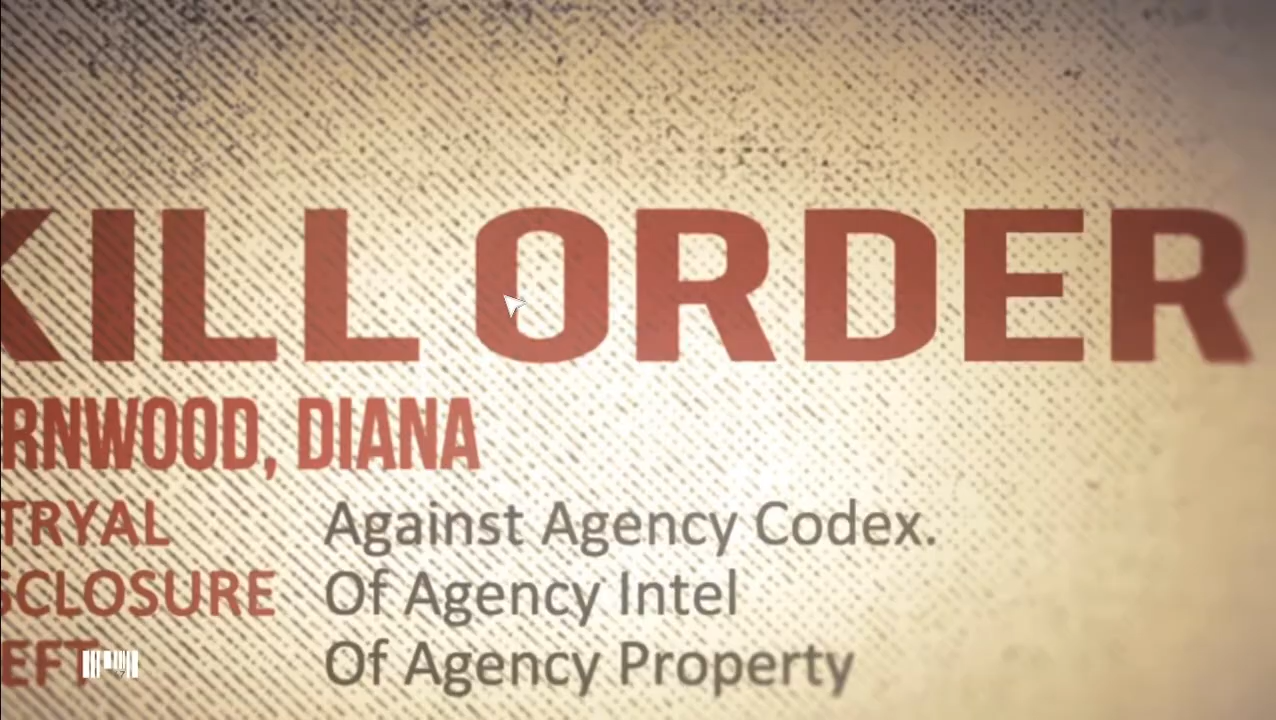 KILL ORDER
RNWOOD, DIANA
TRYAL Against Agency Codex.
SCLOSURE Of Agency Intel
EFT Of Agency Property